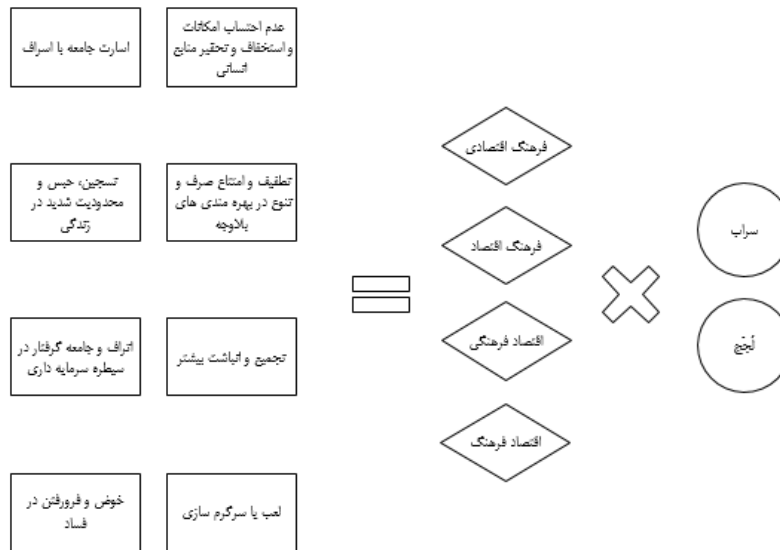 سراب
لُجَج
فرهنگ اقتصادی
فرهنگ اقتصاد
اقتصاد فرهنگی
اقتصاد فرهنگ
عدم احتساب امکانات
و استخفاف و تحقیر منابع
انسانی
اسارت جامعه با اسراف
تطفیف و امتناع صرف و
تنوع در بهره مندی های
بلاوجه
تسجین، حبس و
محدودیت شدید در
زندگی
تجمیع و انباشت بیشتر
اتراف و جامعه گرفتار در
سیطره سرمایه داری
لعب یا سرگرم سازی
خوض و فرورفتن در
فساد